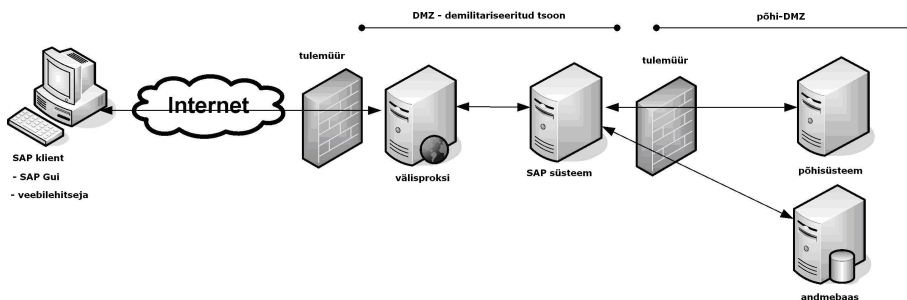 DMZ - demilitariseeritud tsoon
põhi-DMZ
tulemüür
tulemüür
Internet
SAP klient
- SAP Gui
- veebilehitseja
välisproksi
SAP süsteem
põhisüsteem
andmebaas